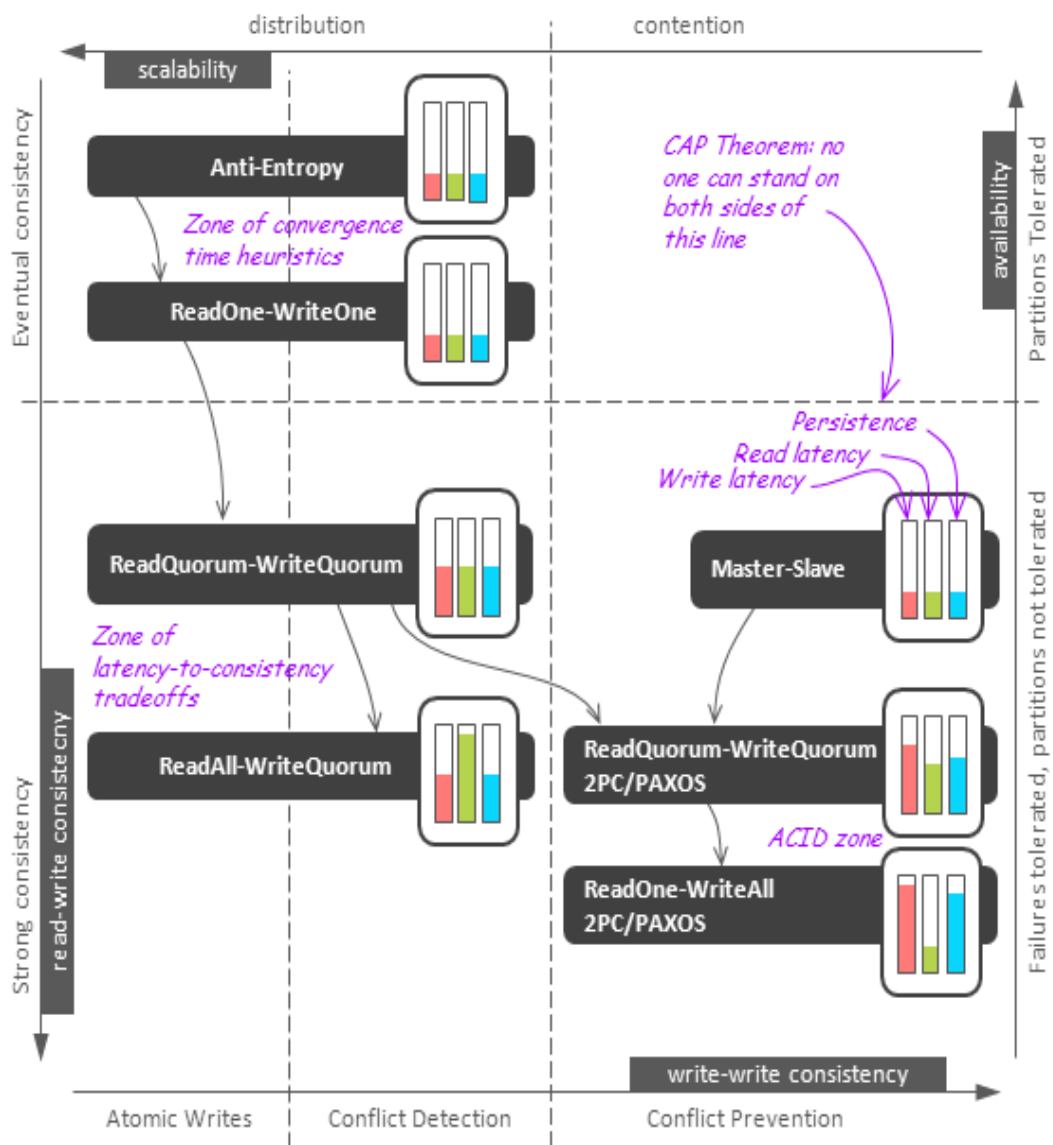 distribution
contention
scalability
Eventual consistency
Anti-Entropy
CAP Theorem: no
one can stand on
both sides of
this line
availability
Partitions Tolerated
Zone of convergence
time heuristics
ReadOne-WriteOne
Persistence
Read latency
Write latency
ReadQuorum-WriteQuorum
Master-Slave
Zone of
latency-to-consistency
tradeoffs
ReadAll-WriteQuorum
ReadQuorum-WriteQuorum
2PC/PAXOS
ACID zone
ReadOne-WriteAll
2PC/PAXOS
Strong consistency
read-write consistecny
Failurestolerated, partitions not tolerated
write-write consistency
Atomic Writes
Conflict Detection
Conflict Prevention